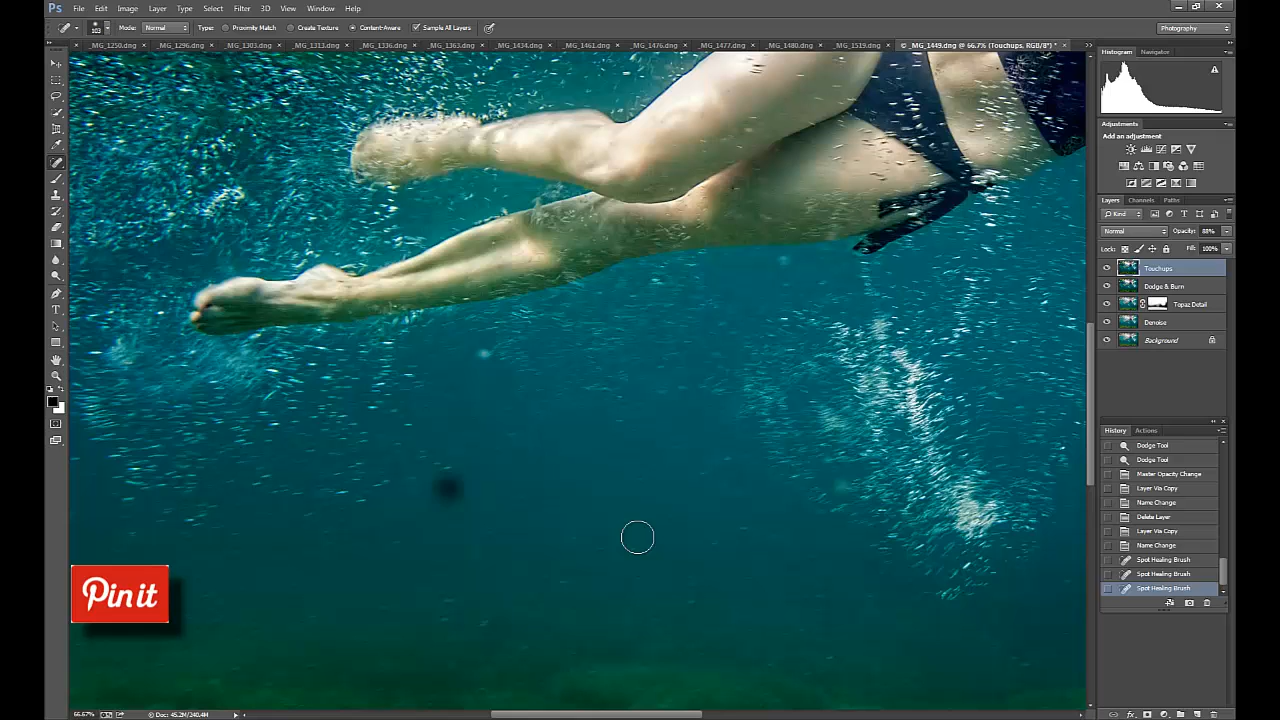 Ps File Edit Image Layer Type Select Filter 3D View Window Help
103 Mode: Normal Type: Proximity Match Create Texture Content-Aware Sample All Layers Photography
_MG_1250.dng × _MG_1296.dng × _MG_1303.dng × _MG_1313.dng × _MG_1336.dng × _MG_1363.dng × _MG_1434.dng × _MG_1461.dng × _MG_1476.dng × _MG_1477.dng × _MG_1480.dng × _MG_1519.dng × © _MG_1449.dng @ 66.7% (Touchups, RGB/8*) * ×
Histogram Navigator
Adjustments
Add an adjustment
Layers Channels Paths
Kind
Normal Opacity: 88%
Lock: Fill: 100%
Touchups
Dodge & Burn
Topaz Detail
Denoise
Background
History Actions
Dodge Tool
Dodge Tool
Master Opacity Change
Layer Via Copy
Name Change
Delete Layer
Layer Via Copy
Name Change
Spot Healing Brush
Spot Healing Brush
Spot Healing Brush
Pin it
66.67% Doc: 45.2M/240.4M